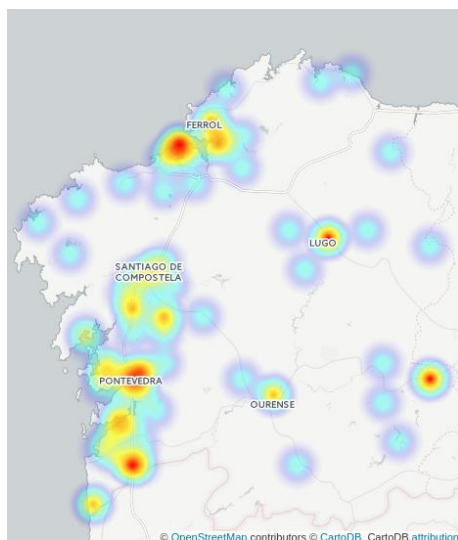 FERROL
LUGO
SANTIAGO DE
COMPOSTELA
PONTEVEDRA
OURENSE
© OpenStreetMap contributors © CartoDB, CartoDB attribution